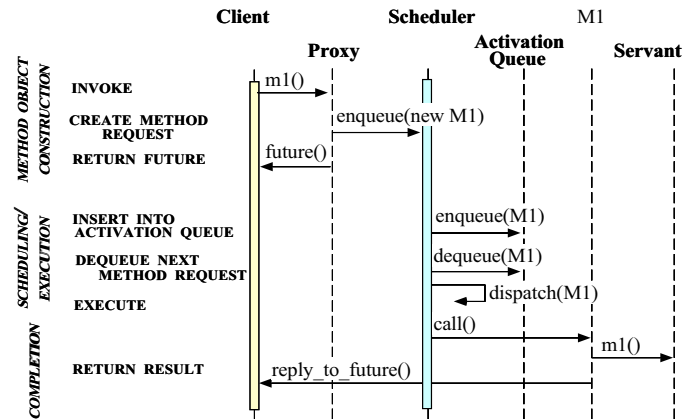 Client Scheduler M1
Proxy Activation Queue Servant
METHOD OBJECT
CONSTRUCTION
INVOKE
m1()
CREATE METHOD
REQUEST
enqueue(new M1)
RETURN FUTURE
future()
SCHEDULING/
EXECUTION
INSERT INTO
ACTIVATION QUEUE
enqueue(M1)
DEQUEUE NEXT
METHOD REQUEST
dequeue(M1)
EXECUTE
dispatch(M1)
call()
m1()
COMPLETION
RETURN RESULT
reply_to_future()